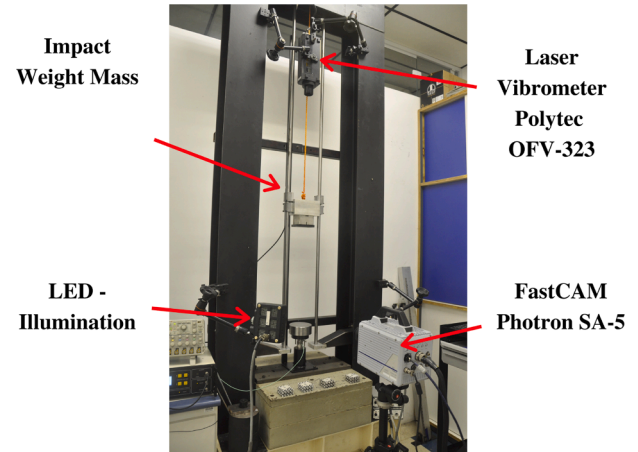 Impact
Weight Mass
Laser
Vibrometer
Polytec
OFV-323
LED -
Illumination
FastCAM
Photron SA-5